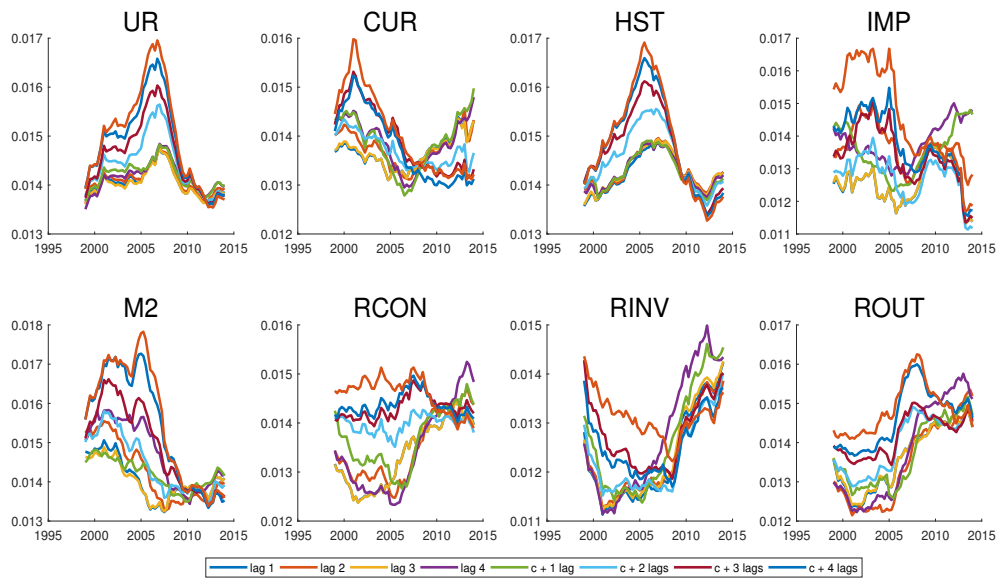 UR CUR HST IMP
0.017 0.016 0.017 0.017
0.016 0.015 0.016 0.016
0.015 0.014 0.015 0.015
0.014 0.013 0.014 0.014
0.013 0.012 0.013 0.013
0.012
0.011
1995 2000 2005 2010 2015 1995 2000 2005 2010 2015 1995 2000 2005 2010 2015 1995 2000 2005 2010 2015
M2 RCON RINV ROUT
0.018 0.016 0.015 0.017
0.017 0.015 0.014 0.016
0.016 0.014 0.013 0.015
0.015 0.013 0.012 0.014
0.014 0.012 0.011 0.013
0.013 0.012
1995 2000 2005 2010 2015 1995 2000 2005 2010 2015 1995 2000 2005 2010 2015 1995 2000 2005 2010 2015
lag 1 lag 2 lag 3 lag 4 c + 1 lag c + 2 lags c + 3 lags c + 4 lags